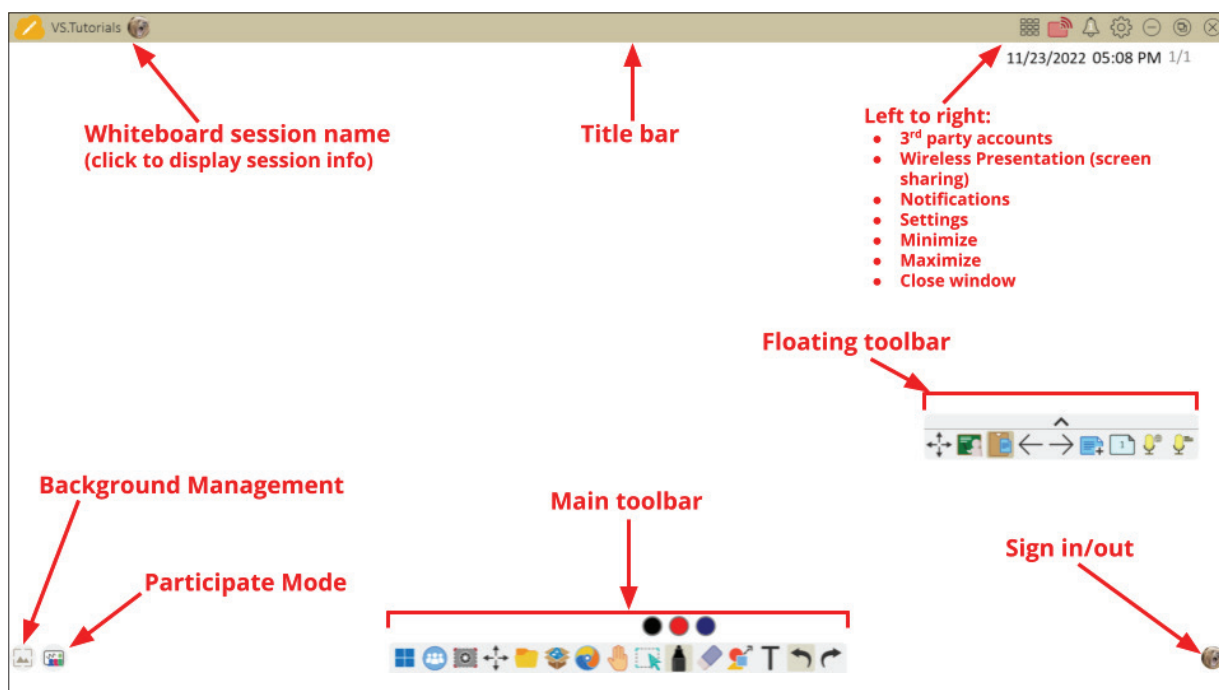 VS.Tutorials
11/23/2022 05:08 PM 1/1
Whiteboard session name
(click to display session info)
Title bar
Left to right:
● 3rd party accounts
● Wireless Presentation (screen
sharing)
● Notifications
● Settings
● Minimize
● Maximize
● Close window
Floating toolbar
1
Background Management
Main toolbar
Sign in/out
Participate Mode
T